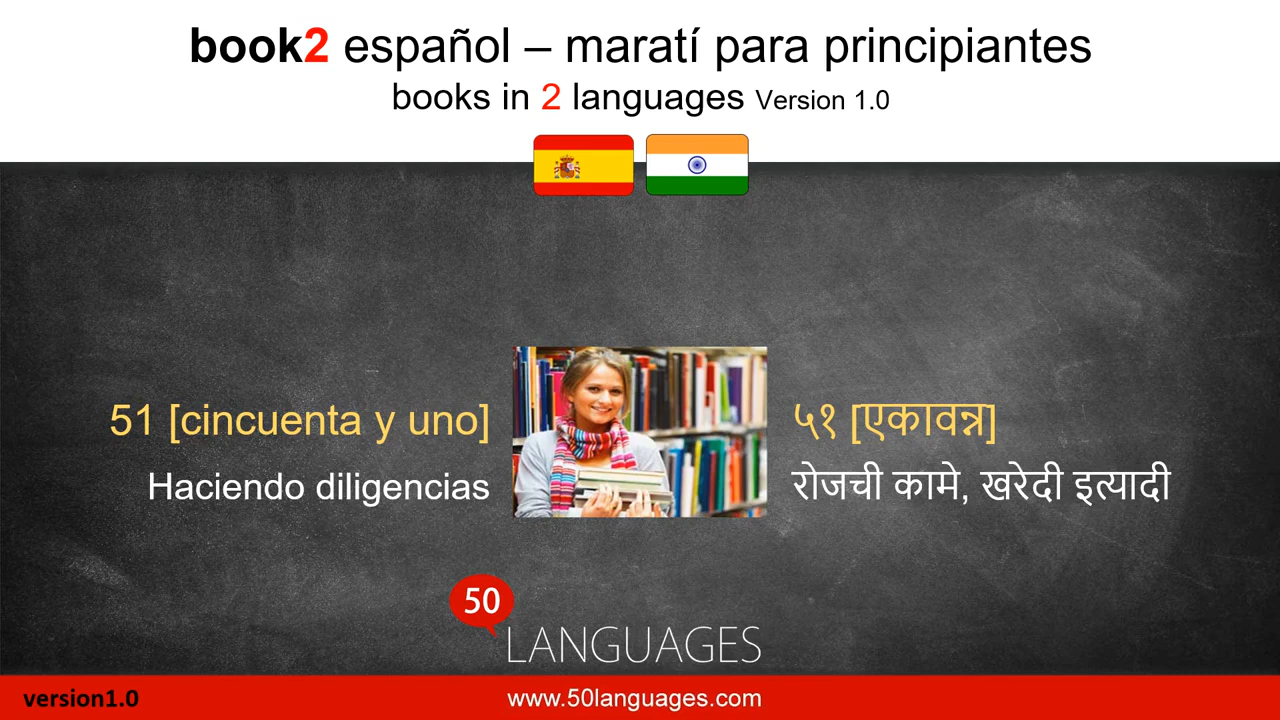 book2 español – maratí para principiantes
books in 2 languages Version 1.0
51 [cincuenta y uno]
Haciendo diligencias
५१ [एकावन्न]
रोजची कामे, खरेदी इत्यादी
50
LANGUAGES
version1.0
www.50languages.com